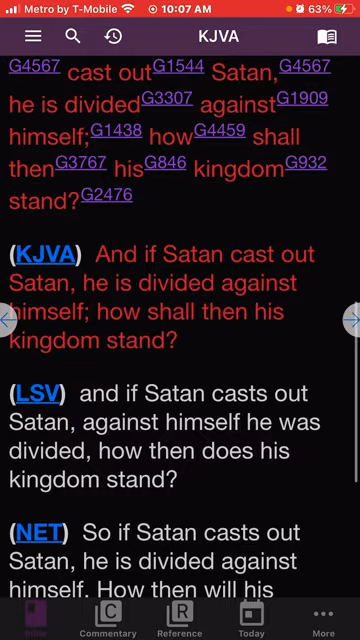 Metro by T-Mobile 10:07 AM 63%
KJVA
G4567 cast out G1544 Satan, G4567
he is divided G3307 against G1909
himself; G1438 how G4459 shall
then G3767 his G846 kingdom G932
stand? G2476
(KJVA) And if Satan cast out
Satan, he is divided against
himself; how shall then his
kingdom stand?
(LSV) and if Satan casts out
Satan, against himself he was
divided, how then does his
kingdom stand?
(NET) So if Satan casts out
Satan, he is divided against
himself. How then will his
Bible C Commentary R Reference Today More